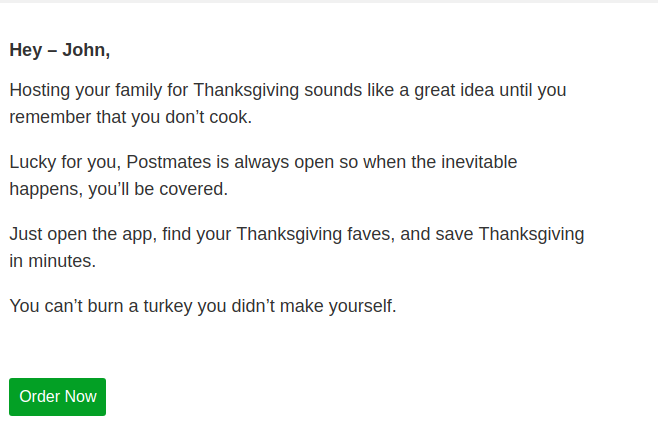 Hey – John,
Hosting your family for Thanksgiving sounds like a great idea until you
remember that you don’t cook.
Lucky for you, Postmates is always open so when the inevitable
happens, you’ll be covered.
Just open the app, find your Thanksgiving faves, and save Thanksgiving
in minutes.
You can’t burn a turkey you didn’t make yourself.
Order Now